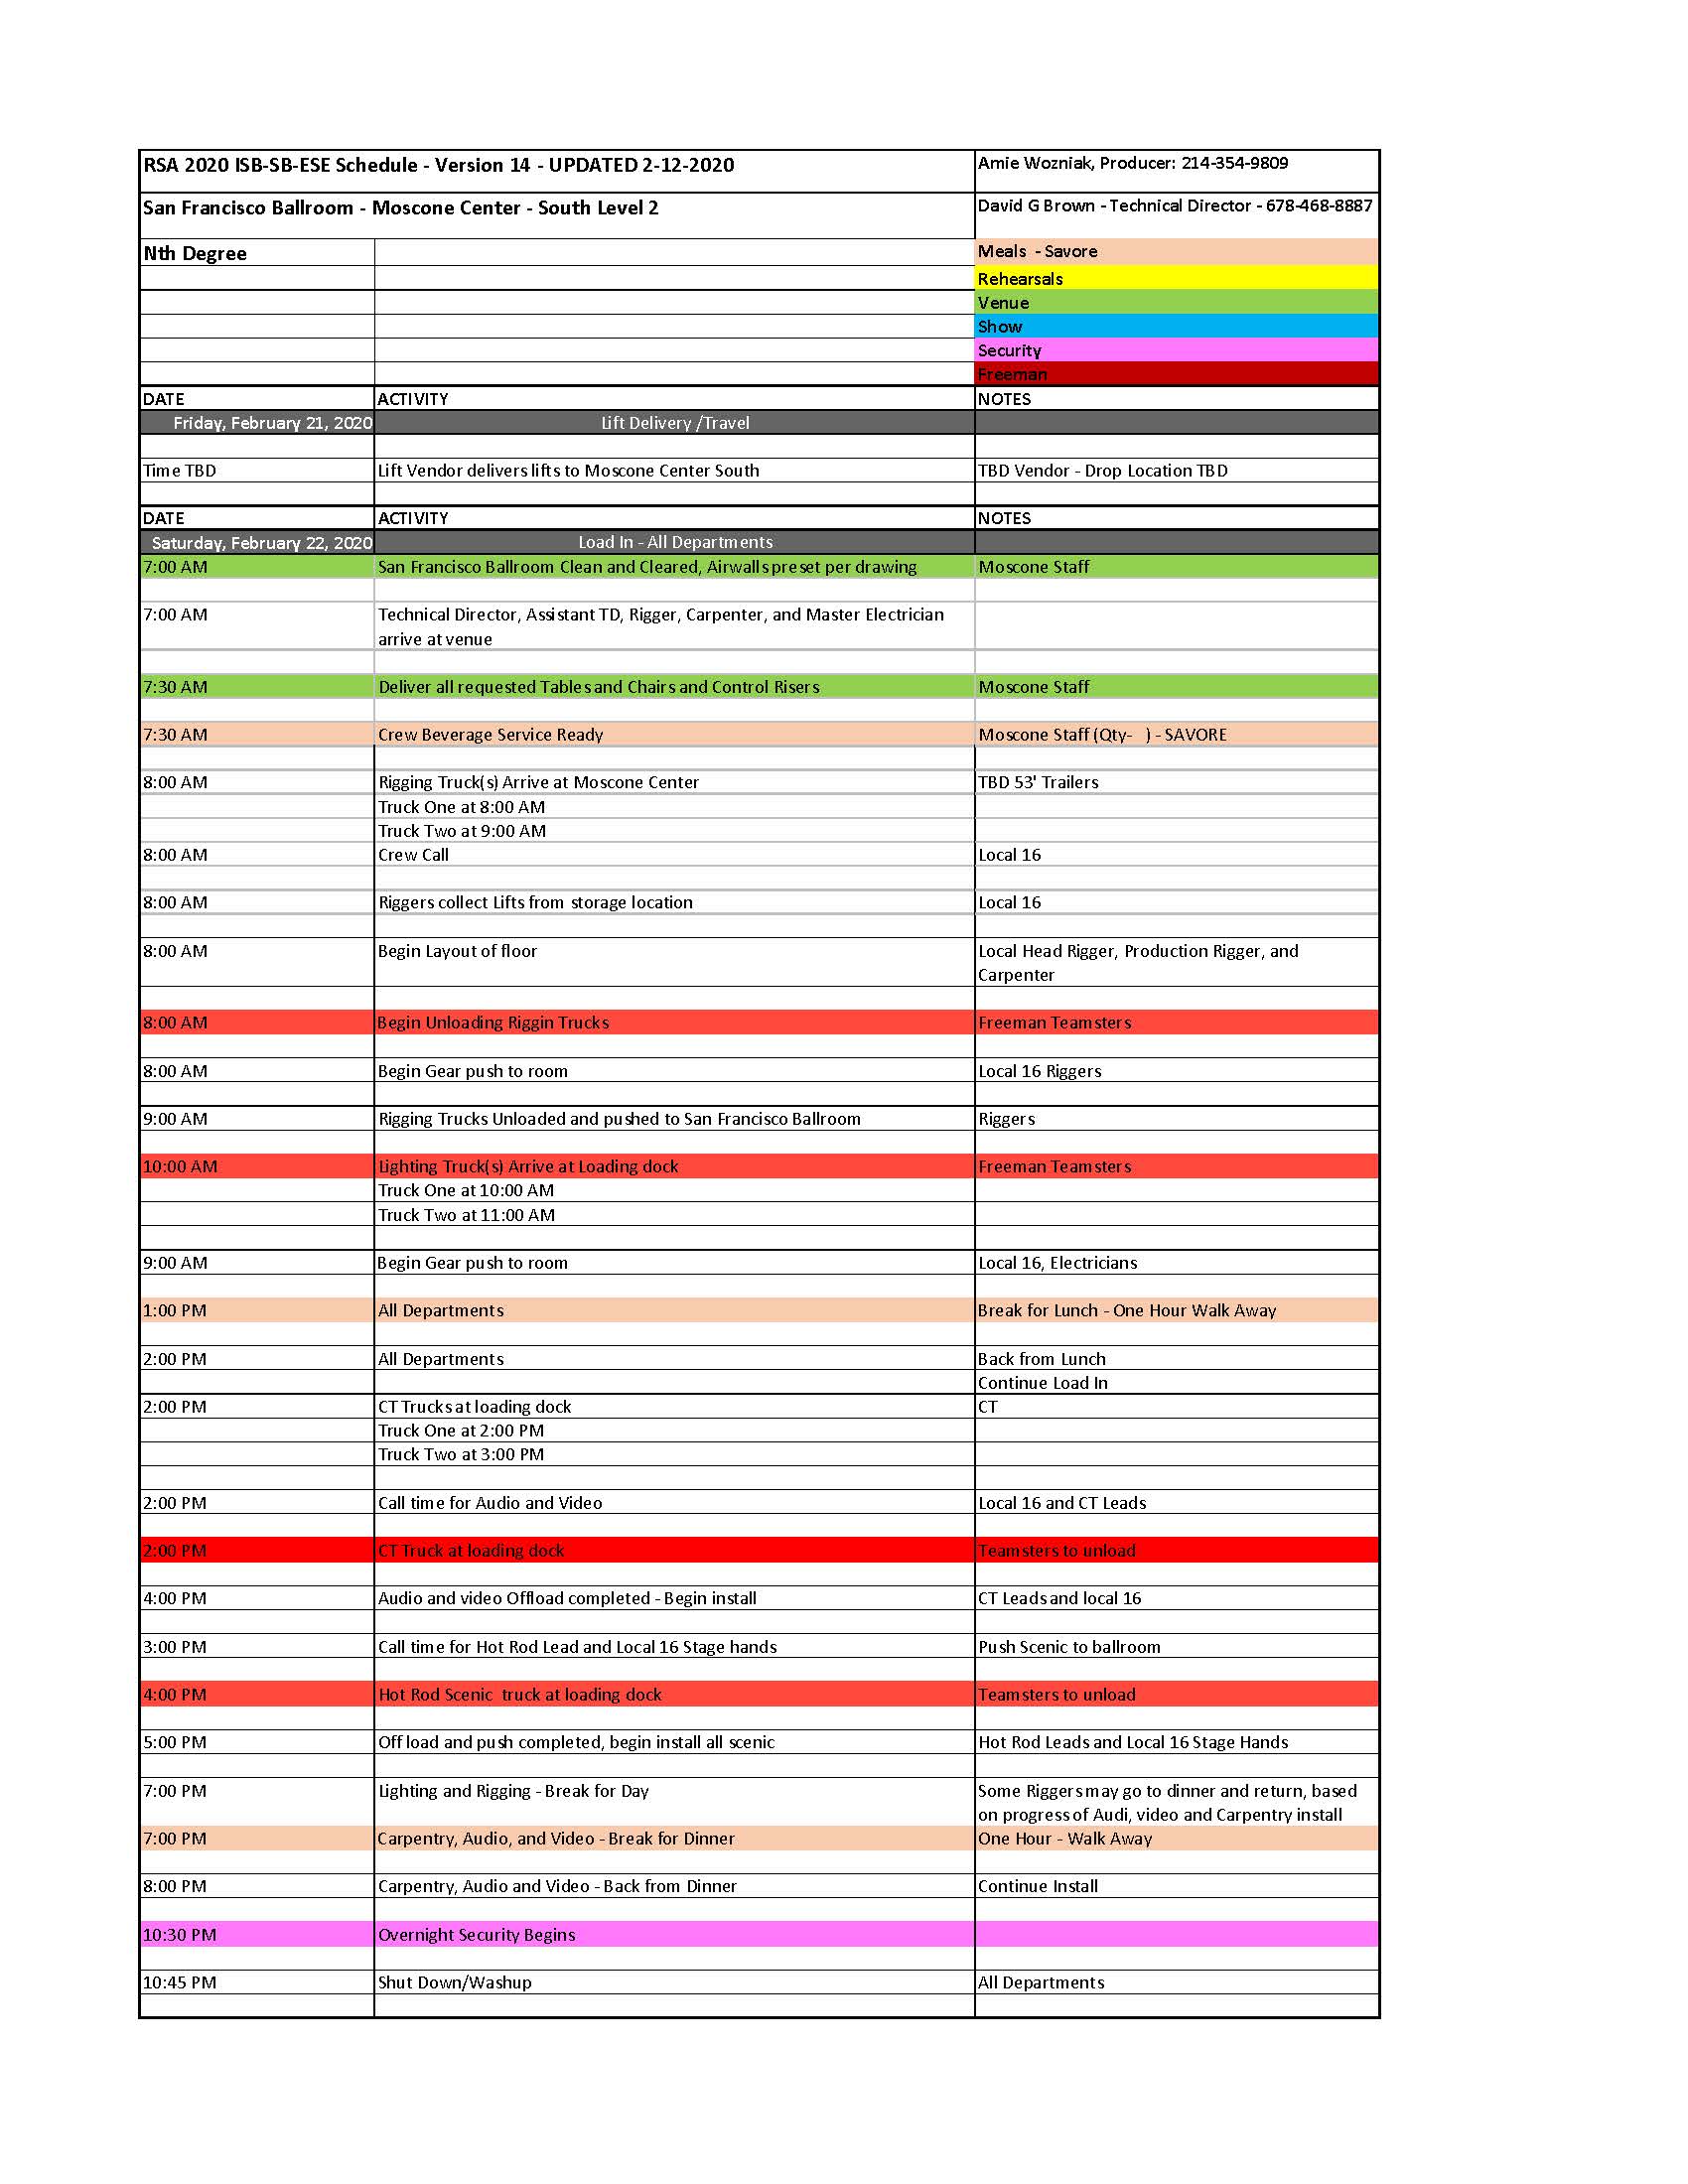 RSA 2020 ISB-SB-ESE Schedule - Version 14 - UPDATED 2-12-2020 Amie Wozniak, Producer: 214-354-9809
San Francisco Ballroom - Moscone Center - South Level 2 David G Brown - Technical Director - 678-468-8887
Nth Degree Meals - Savore
Rehearsals
Venue
Show
Security
Freeman
DATE ACTIVITY NOTES
Friday, February 21, 2020 Lift Delivery /Travel
Time TBD Lift Vendor delivers lifts to Moscone Center South TBD Vendor - Drop Location TBD
DATE ACTIVITY NOTES
Saturday, February 22, 2020 Load In - All Departments
7:00 AM San Francisco Ballroom Clean and Cleared, Airwalls preset per drawing Moscone Staff
7:00 AM Technical Director, Assistant TD, Rigger, Carpenter, and Master Electrician
arrive at venue
7:30 AM Deliver all requested Tables and Chairs and Control Risers Moscone Staff
7:30 AM Crew Beverage Service Ready Moscone Staff (Qty- ) - SAVORE
8:00 AM Rigging Truck(s) Arrive at Moscone Center TBD 53' Trailers
Truck One at 8:00 AM
Truck Two at 9:00 AM
8:00 AM Crew Call Local 16
8:00 AM Riggers collect Lifts from storage location Local 16
8:00 AM Begin Layout of floor Local Head Rigger, Production Rigger, and
Carpenter
8:00 AM Begin Unloading Riggin Trucks Freeman Teamsters
8:00 AM Begin Gear push to room Local 16 Riggers
9:00 AM Rigging Trucks Unloaded and pushed to San Francisco Ballroom Riggers
10:00 AM Lighting Truck(s) Arrive at Loading dock Freeman Teamsters
Truck One at 10:00 AM
Truck Two at 11:00 AM
9:00 AM Begin Gear push to room Local 16, Electricians
1:00 PM All Departments Break for Lunch - One Hour Walk Away
2:00 PM All Departments Back from Lunch
Continue Load In
2:00 PM CT Trucks at loading dock CT
Truck One at 2:00 PM
Truck Two at 3:00 PM
2:00 PM Call time for Audio and Video Local 16 and CT Leads
2:00 PM CT Truck at loading dock Teamsters to unload
4:00 PM Audio and video Offload completed - Begin install CT Leads and local 16
3:00 PM Call time for Hot Rod Lead and Local 16 Stage hands Push Scenic to ballroom
4:00 PM Hot Rod Scenic truck at loading dock Teamsters to unload
5:00 PM Off load and push completed, begin install all scenic Hot Rod Leads and Local 16 Stage Hands
7:00 PM Lighting and Rigging - Break for Day Some Riggers may go to dinner and return, based
on progress of Audi, video and Carpentry install
7:00 PM Carpentry, Audio, and Video - Break for Dinner One Hour - Walk Away
8:00 PM Carpentry, Audio and Video - Back from Dinner Continue Install
10:30 PM Overnight Security Begins
10:45 PM Shut Down/Washup All Departments